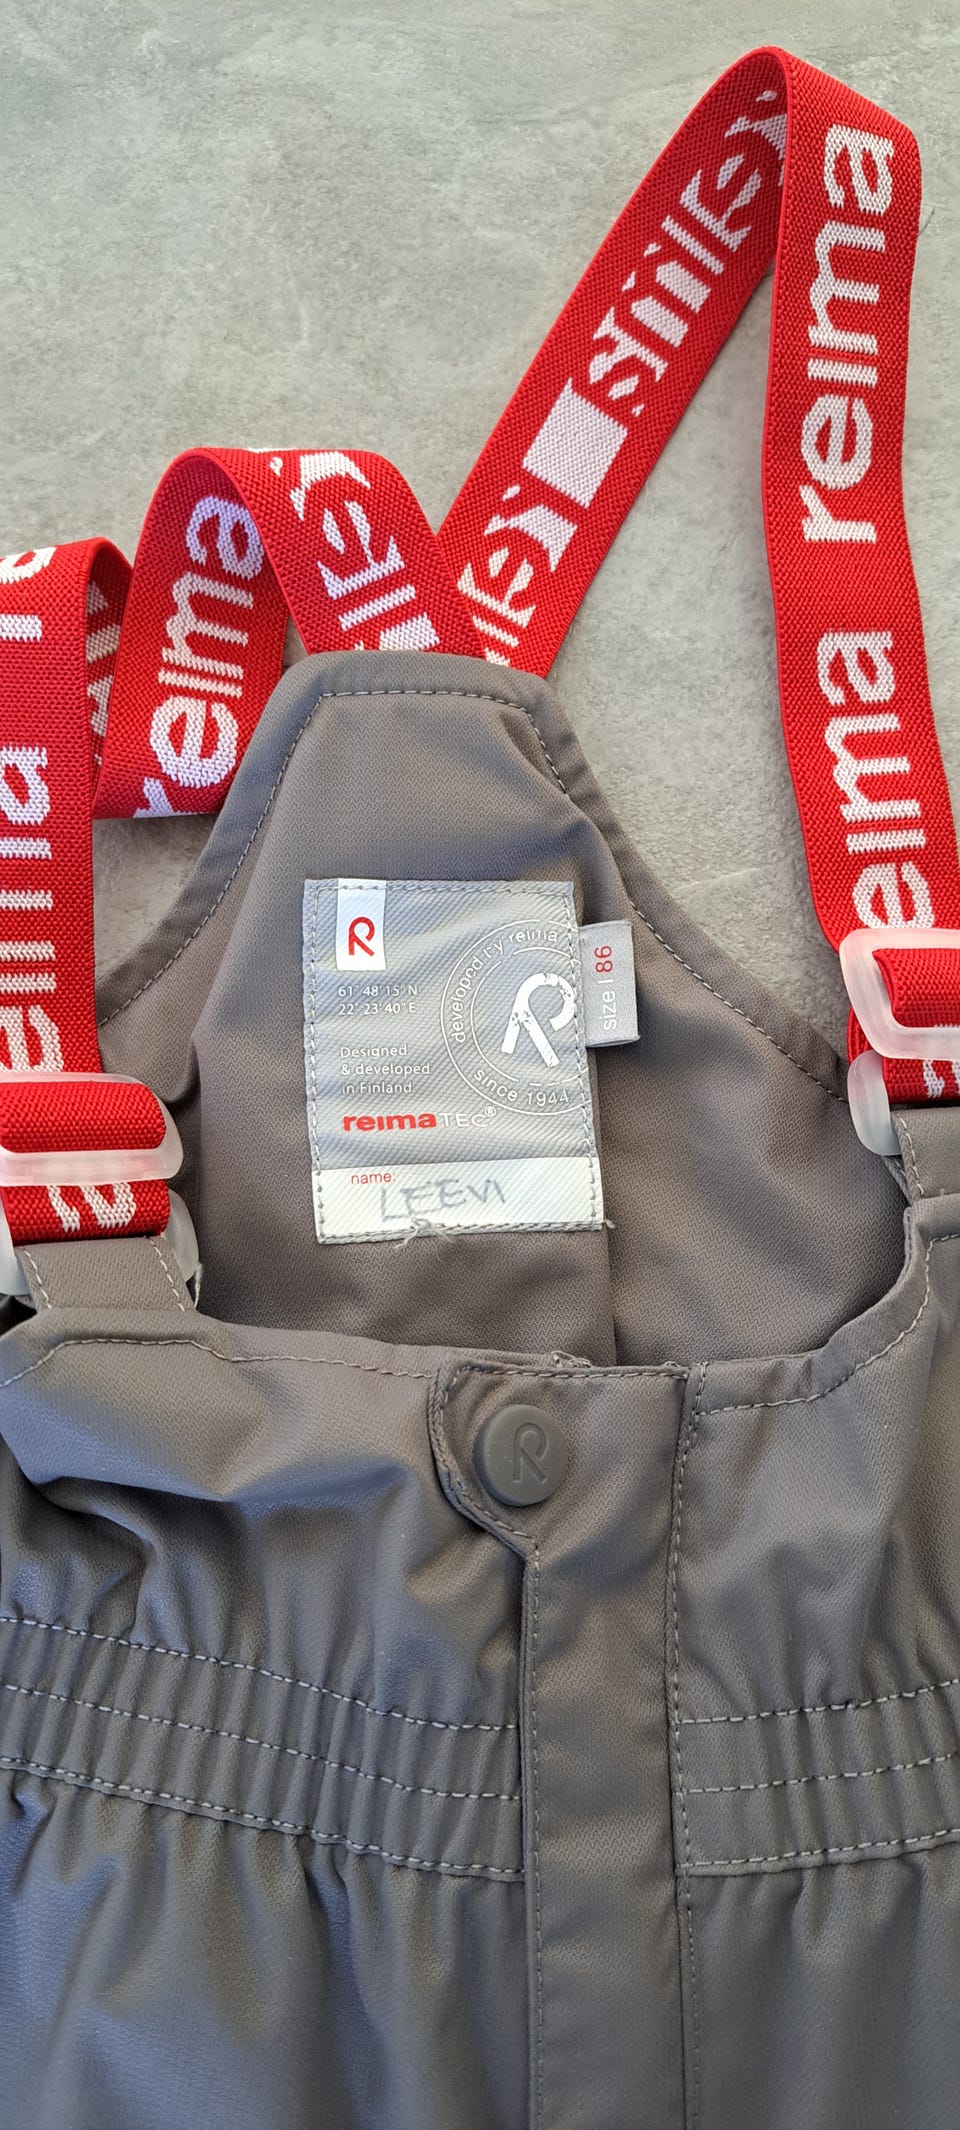 reima
reima
reima
reima
R
61° 48' 15" N
22° 23' 40" E
Designed
& developed
in Finland
reimaTEC®
developed by reima
R
since 1944
size | 86
name:
LEEVI
R